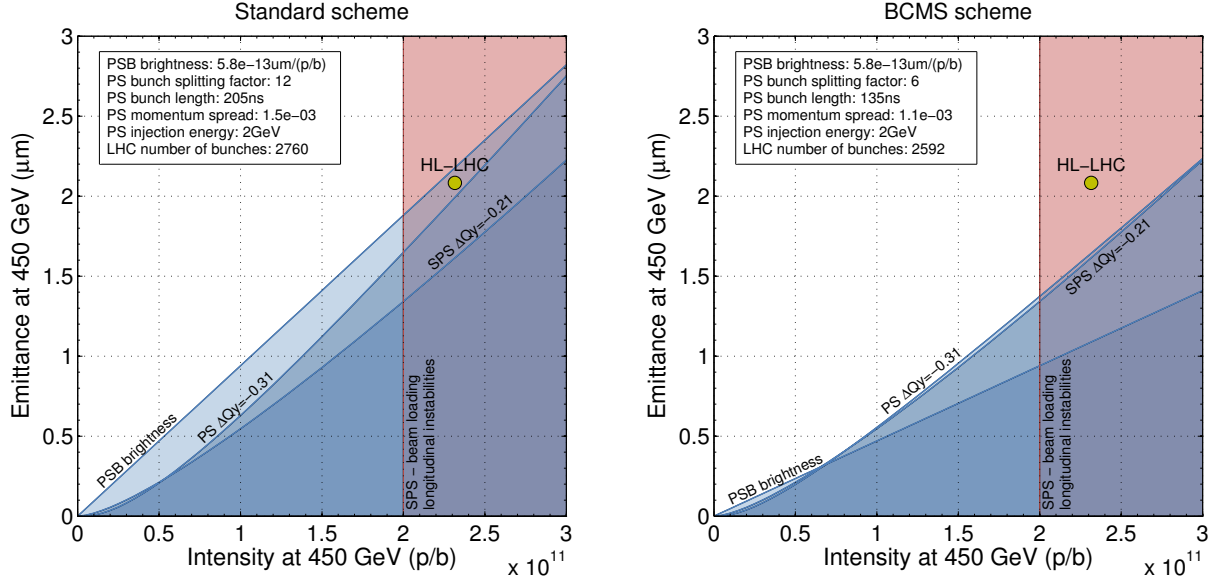 Standard scheme
3
2.5
2
1.5
1
0.5
0
Emittance at 450 GeV (μm)
PSB brightness: 5.8e−13um/(p/b)
PS bunch splitting factor: 12
PS bunch length: 205ns
PS momentum spread: 1.5e−03
PS injection energy: 2GeV
LHC number of bunches: 2760
HL−LHC
SPS ΔQy=−0.21
PS ΔQy=−0.31
PSB brightness
SPS − beam loading
longitudinal instabilities
0 0.5 1 1.5 2 2.5 3
Intensity at 450 GeV (p/b)
x 10^11
BCMS scheme
3
2.5
2
1.5
1
0.5
0
Emittance at 450 GeV (μm)
PSB brightness: 5.8e−13um/(p/b)
PS bunch splitting factor: 6
PS bunch length: 135ns
PS momentum spread: 1.1e−03
PS injection energy: 2GeV
LHC number of bunches: 2592
HL−LHC
SPS ΔQy=−0.21
PS ΔQy=−0.31
PSB brightness
SPS − beam loading
longitudinal instabilities
0 0.5 1 1.5 2 2.5 3
Intensity at 450 GeV (p/b)
x 10^11